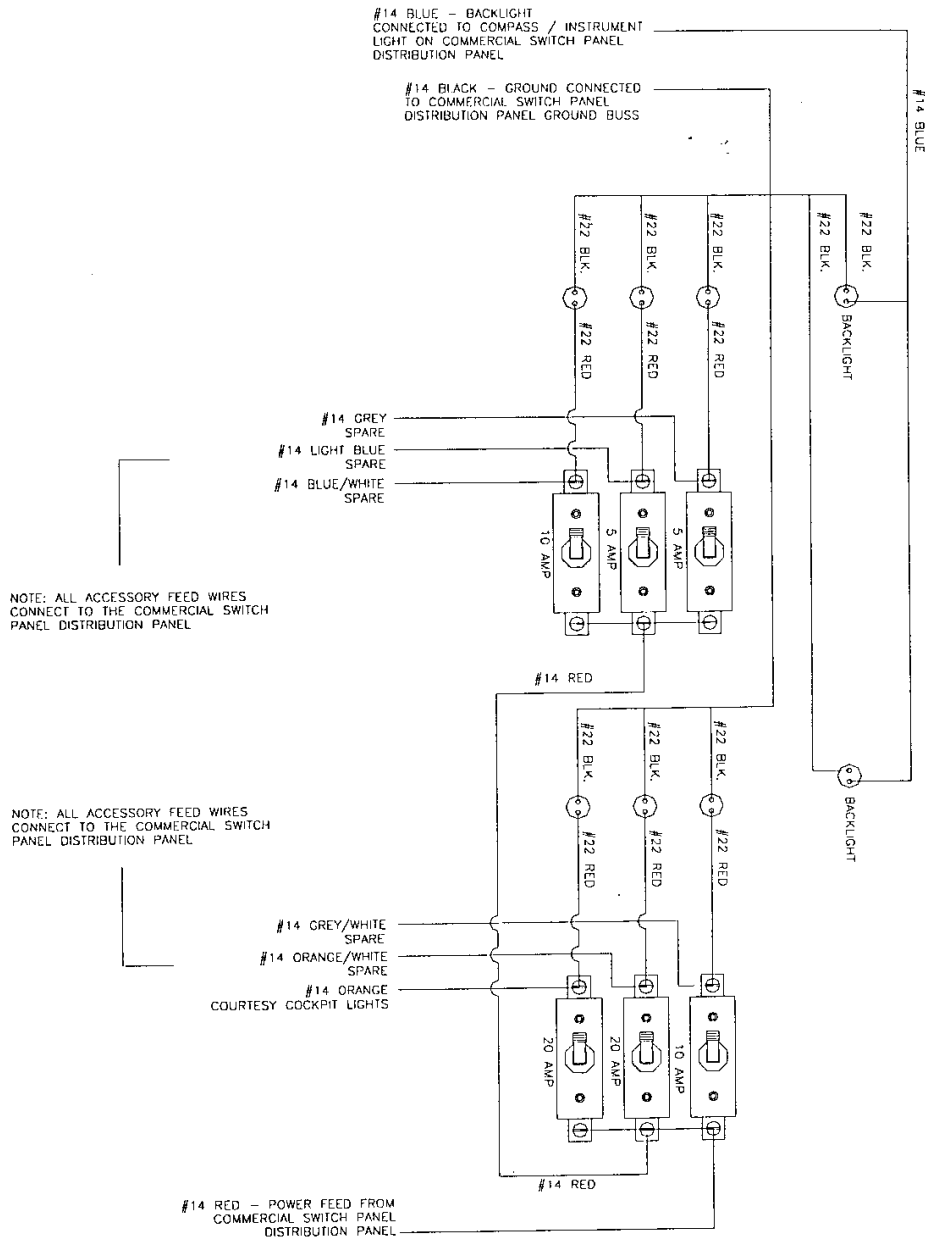 #14 BLUE – BACKLIGHT
CONNECTED TO COMPASS / INSTRUMENT
LIGHT ON COMMERCIAL SWITCH PANEL
DISTRIBUTION PANEL
#14 BLACK – GROUND CONNECTED
TO COMMERCIAL SWITCH PANEL
DISTRIBUTION PANEL GROUND BUSS
#14 BLUE
#22 BLK.
#22 BLK.
#22 BLK.
#22 BLK.
#22 BLK.
#22 RED
#22 RED
#22 RED
BACKLIGHT
#14 GREY
SPARE
#14 LIGHT BLUE
SPARE
#14 BLUE/WHITE
SPARE
10 AMP
5 AMP
5 AMP
NOTE: ALL ACCESSORY FEED WIRES
CONNECT TO THE COMMERCIAL SWITCH
PANEL DISTRIBUTION PANEL
#14 RED
#22 BLK.
#22 BLK.
#22 BLK.
#22 RED
#22 RED
#22 RED
BACKLIGHT
NOTE: ALL ACCESSORY FEED WIRES
CONNECT TO THE COMMERCIAL SWITCH
PANEL DISTRIBUTION PANEL
#14 GREY/WHITE
SPARE
#14 ORANGE/WHITE
SPARE
#14 ORANGE
COURTESY COCKPIT LIGHTS
20 AMP
20 AMP
10 AMP
#14 RED
#14 RED – POWER FEED FROM
COMMERCIAL SWITCH PANEL
DISTRIBUTION PANEL